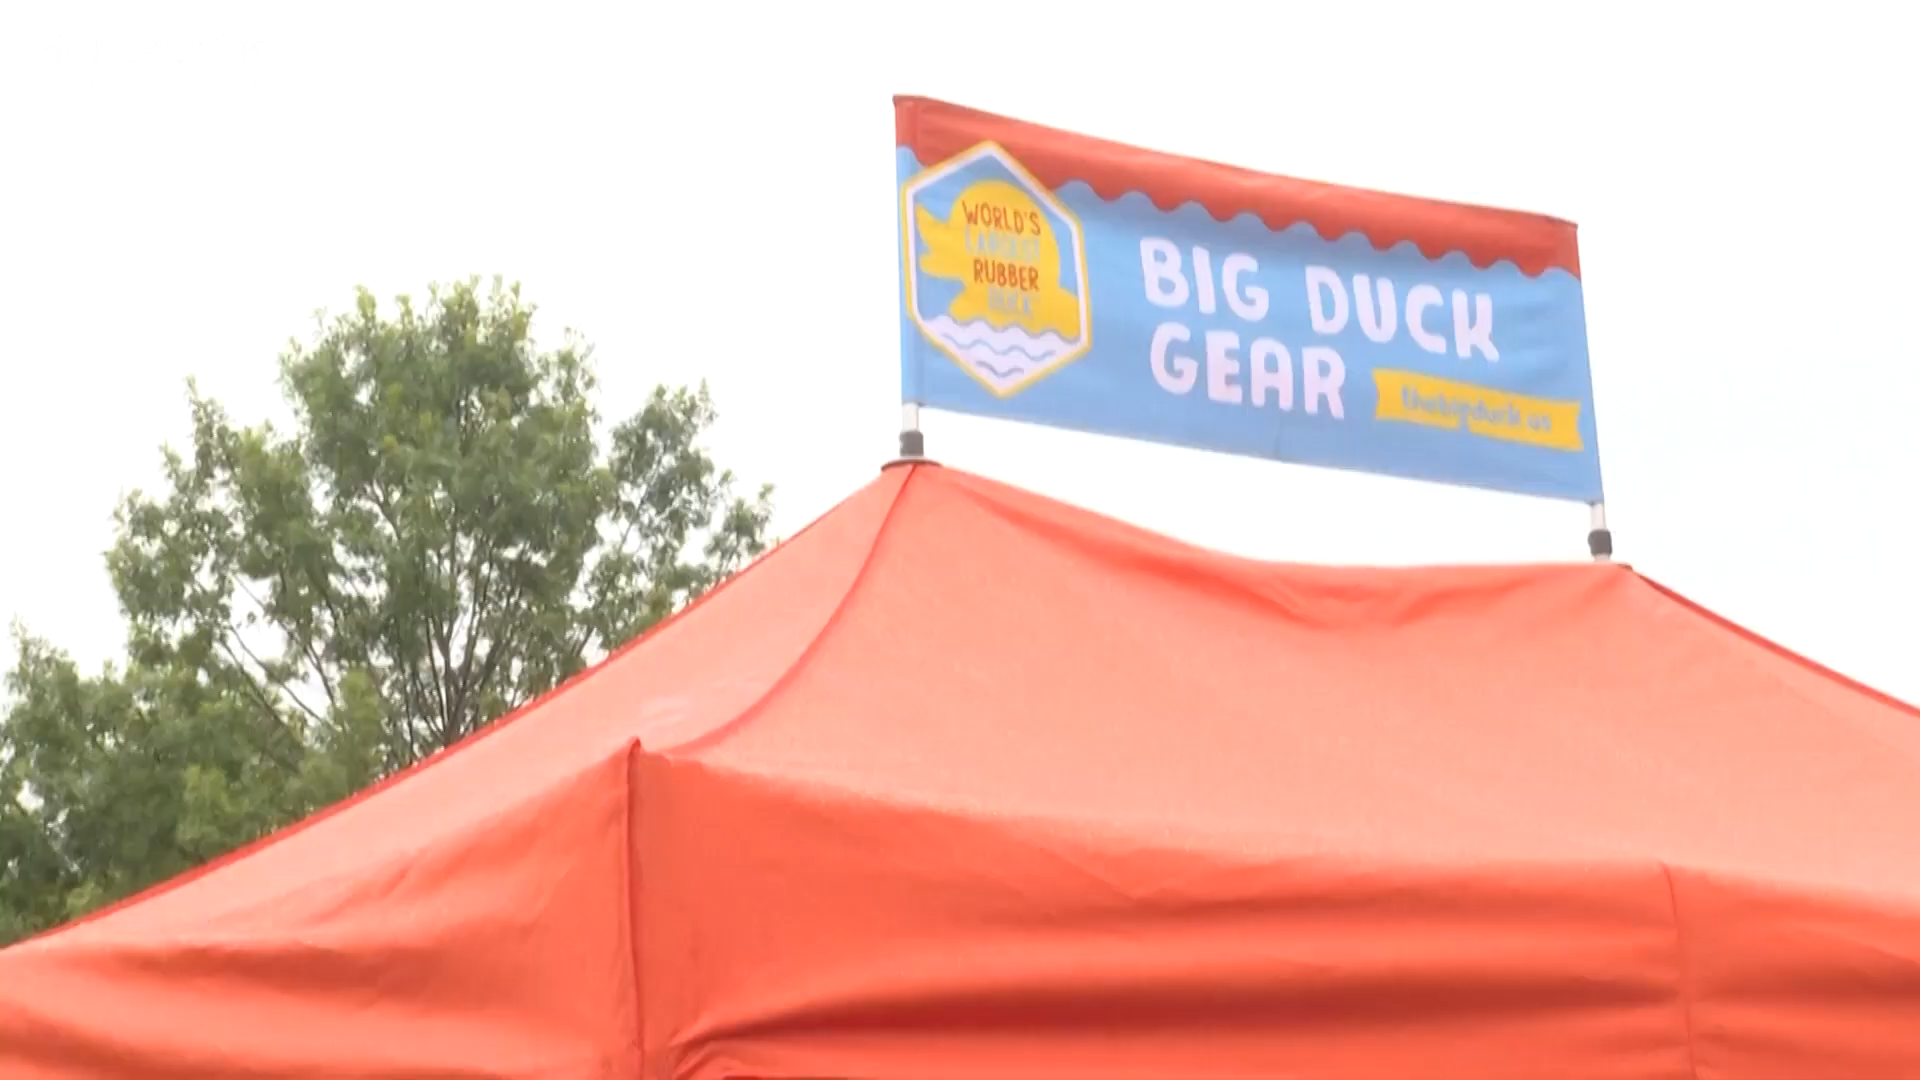 WORLD'S
LARGEST
RUBBER
DUCK
BIG DUCK
GEAR
thebigduck.us